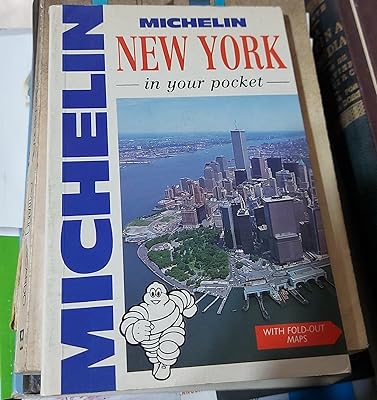 MICHELIN
MICHELIN
NEW YORK
in your pocket
WITH FOLD-OUT
MAPS